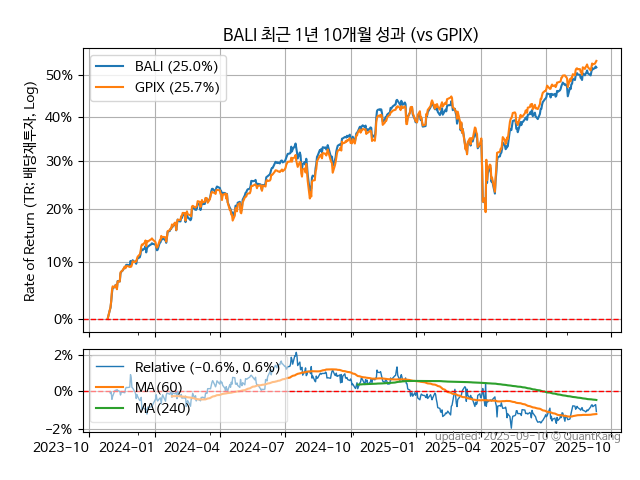 BALI 최근 1년 10개월 성과 (vs GPIX)
Rate of Return (TR; 배당재투자, Log)
50%
40%
30%
20%
10%
0%
BALI (25.0%)
GPIX (25.7%)
2%
0%
−2%
Relative (−0.6%, 0.6%)
MA(60)
MA(240)
updated: 2025-09-10 © QuantKang
2023-10 2024-01 2024-04 2024-07 2024-10 2025-01 2025-04 2025-07 2025-10